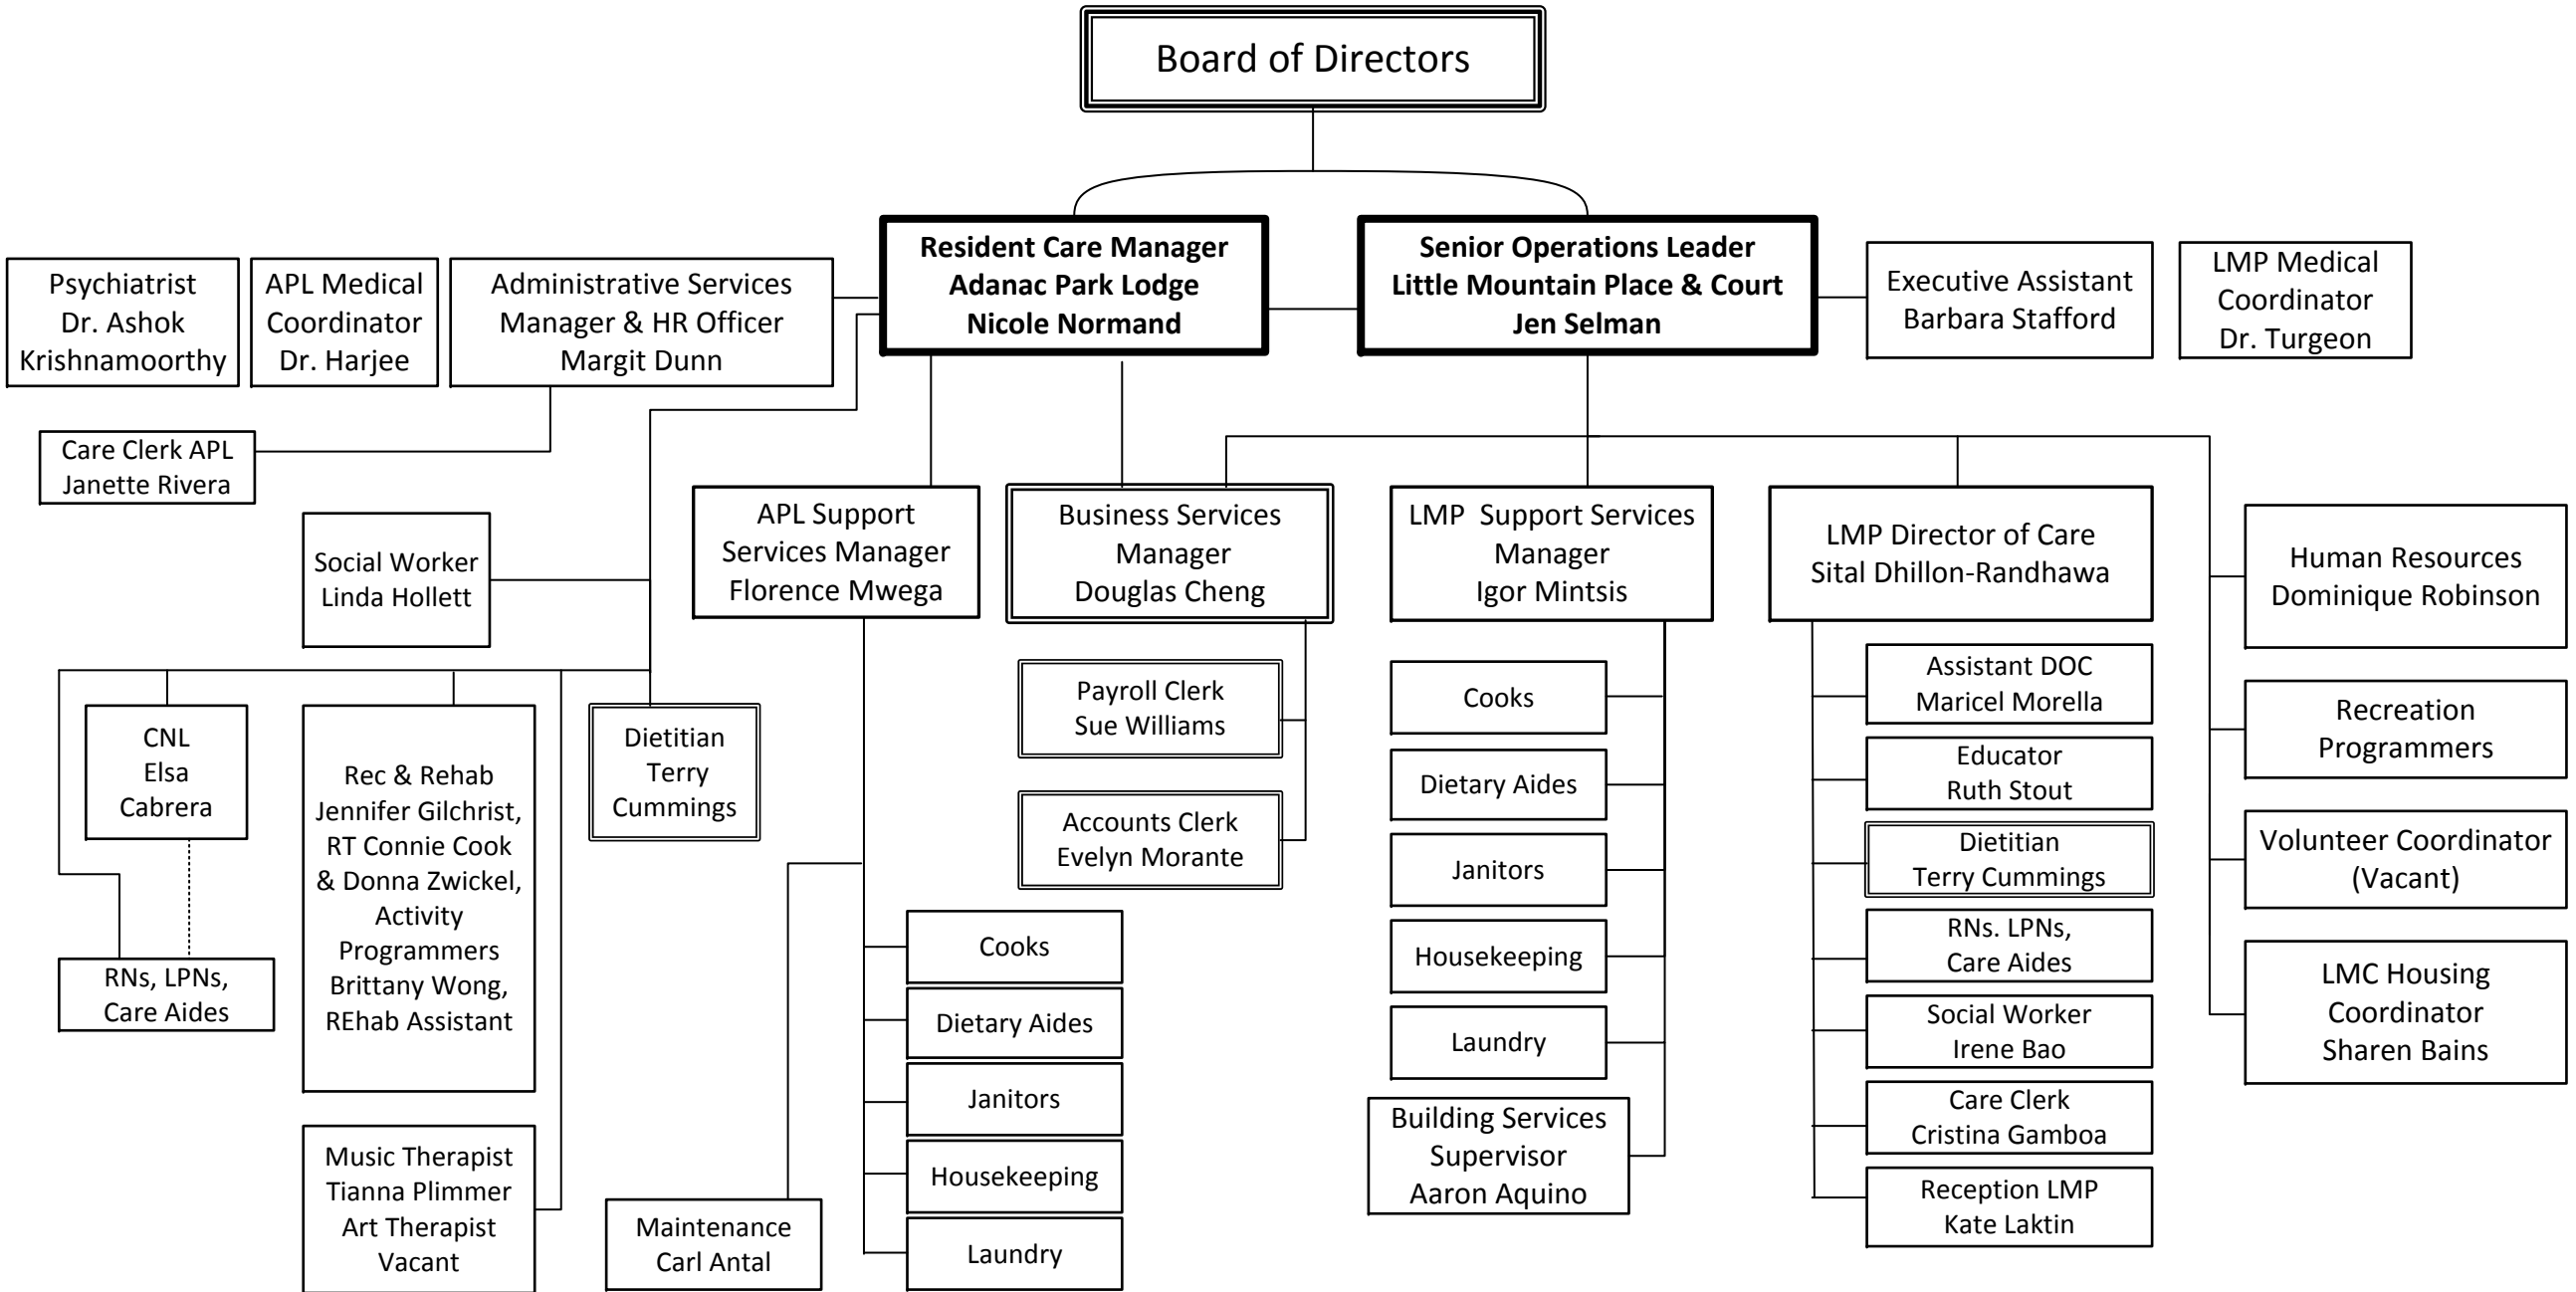 Board of Directors
Resident Care Manager
Adanac Park Lodge
Nicole Normand
Senior Operations Leader
Little Mountain Place & Court
Jen Selman
Psychiatrist
Dr. Ashok
Krishnamoorthy
APL Medical
Coordinator
Dr. Harjee
Administrative Services
Manager & HR Officer
Margit Dunn
Executive Assistant
Barbara Stafford
LMP Medical
Coordinator
Dr. Turgeon
Care Clerk APL
Janette Rivera
Social Worker
Linda Hollett
APL Support
Services Manager
Florence Mwega
Business Services
Manager
Douglas Cheng
LMP  Support Services
Manager
Igor Mintsis
LMP Director of Care
Sital Dhillon-Randhawa
Human Resources
Dominique Robinson
CNL
Elsa
Cabrera
RNs, LPNs,
Care Aides
Rec & Rehab
Jennifer Gilchrist,
RT Connie Cook
& Donna Zwickel,
Activity
Programmers
Brittany Wong,
REhab Assistant
Music Therapist
Tianna Plimmer
Art Therapist
Vacant
Dietitian
Terry
Cummings
Maintenance
Carl Antal
Cooks
Dietary Aides
Janitors
Housekeeping
Laundry
Payroll Clerk
Sue Williams
Accounts Clerk
Evelyn Morante
Cooks
Dietary Aides
Janitors
Housekeeping
Laundry
Building Services
Supervisor
Aaron Aquino
Assistant DOC
Maricel Morella
Educator
Ruth Stout
Dietitian
Terry Cummings
RNs. LPNs,
Care Aides
Social Worker
Irene Bao
Care Clerk
Cristina Gamboa
Reception LMP
Kate Laktin
Recreation
Programmers
Volunteer Coordinator
(Vacant)
LMC Housing
Coordinator
Sharen Bains